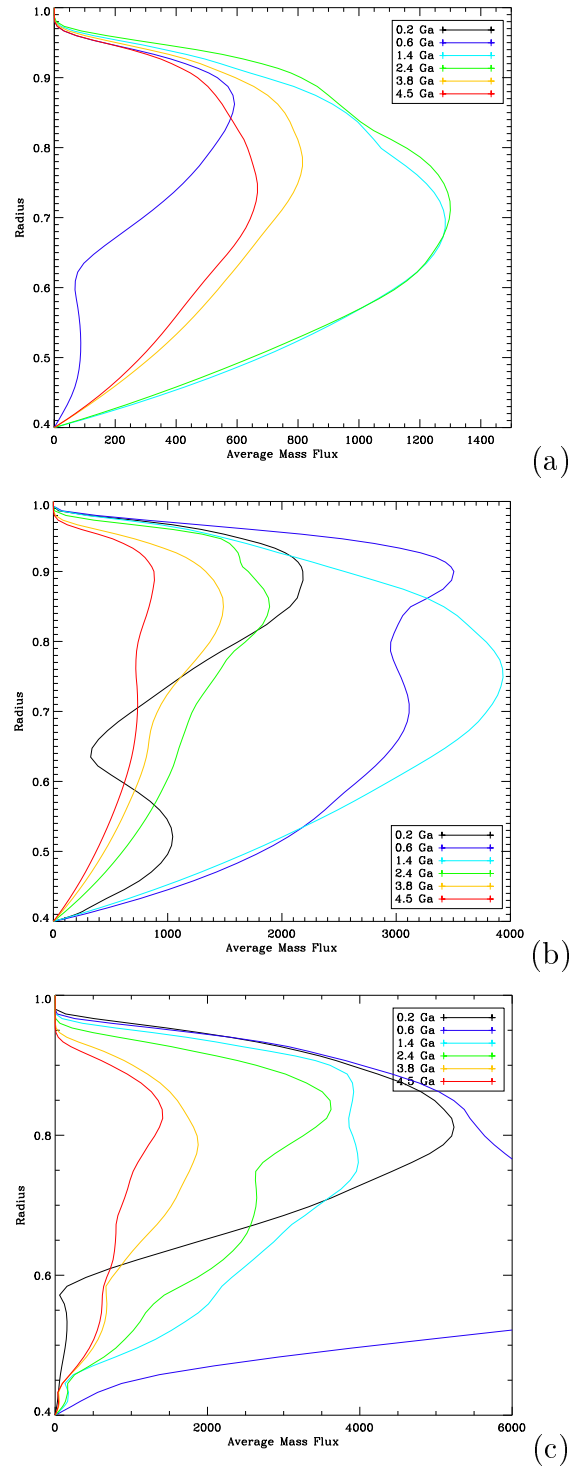 1.0
0.9
0.8
0.7
0.6
0.5
0.4
Radius
0
200
400
600
800
1000
1200
1400
Average Mass Flux
0.2 Ga
0.6 Ga
1.4 Ga
2.4 Ga
3.8 Ga
4.5 Ga
(a)
1.0
0.9
0.8
0.7
0.6
0.5
0.4
Radius
0
1000
2000
3000
4000
Average Mass Flux
0.2 Ga
0.6 Ga
1.4 Ga
2.4 Ga
3.8 Ga
4.5 Ga
(b)
1.0
0.8
0.6
0.4
Radius
0
2000
4000
6000
Average Mass Flux
0.2 Ga
0.6 Ga
1.4 Ga
2.4 Ga
3.8 Ga
4.5 Ga
(c)